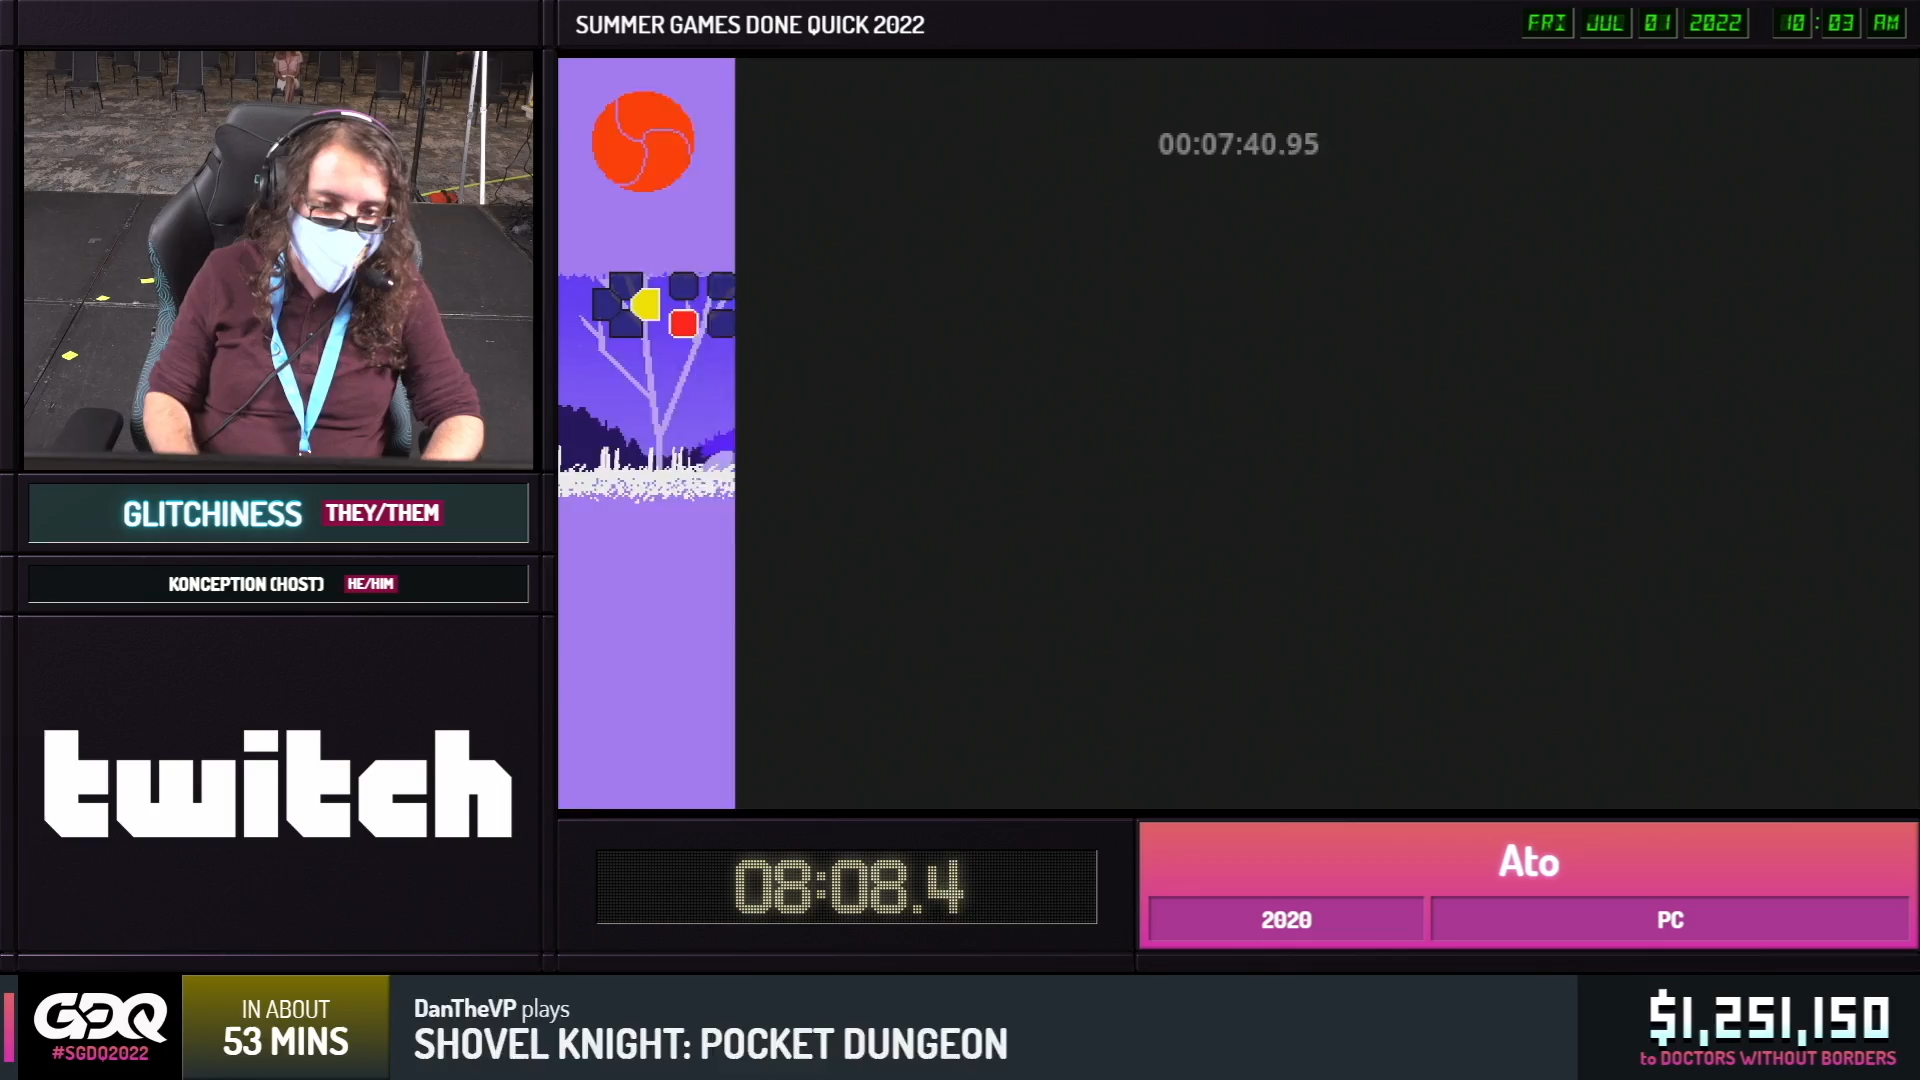 SUMMER GAMES DONE QUICK 2022
FRI JUL 01 2022 10:03 AM
00:07:40.95
GLITCHINESS THEY/THEM
KONCEPTION (HOST) HE/HIM
twitch
08:08.4
Ato
2020 PC
GDQ
#SGDQ2022
IN ABOUT
53 MINS
DanTheVP plays
SHOVEL KNIGHT: POCKET DUNGEON
$1,251,150
to DOCTORS WITHOUT BORDERS